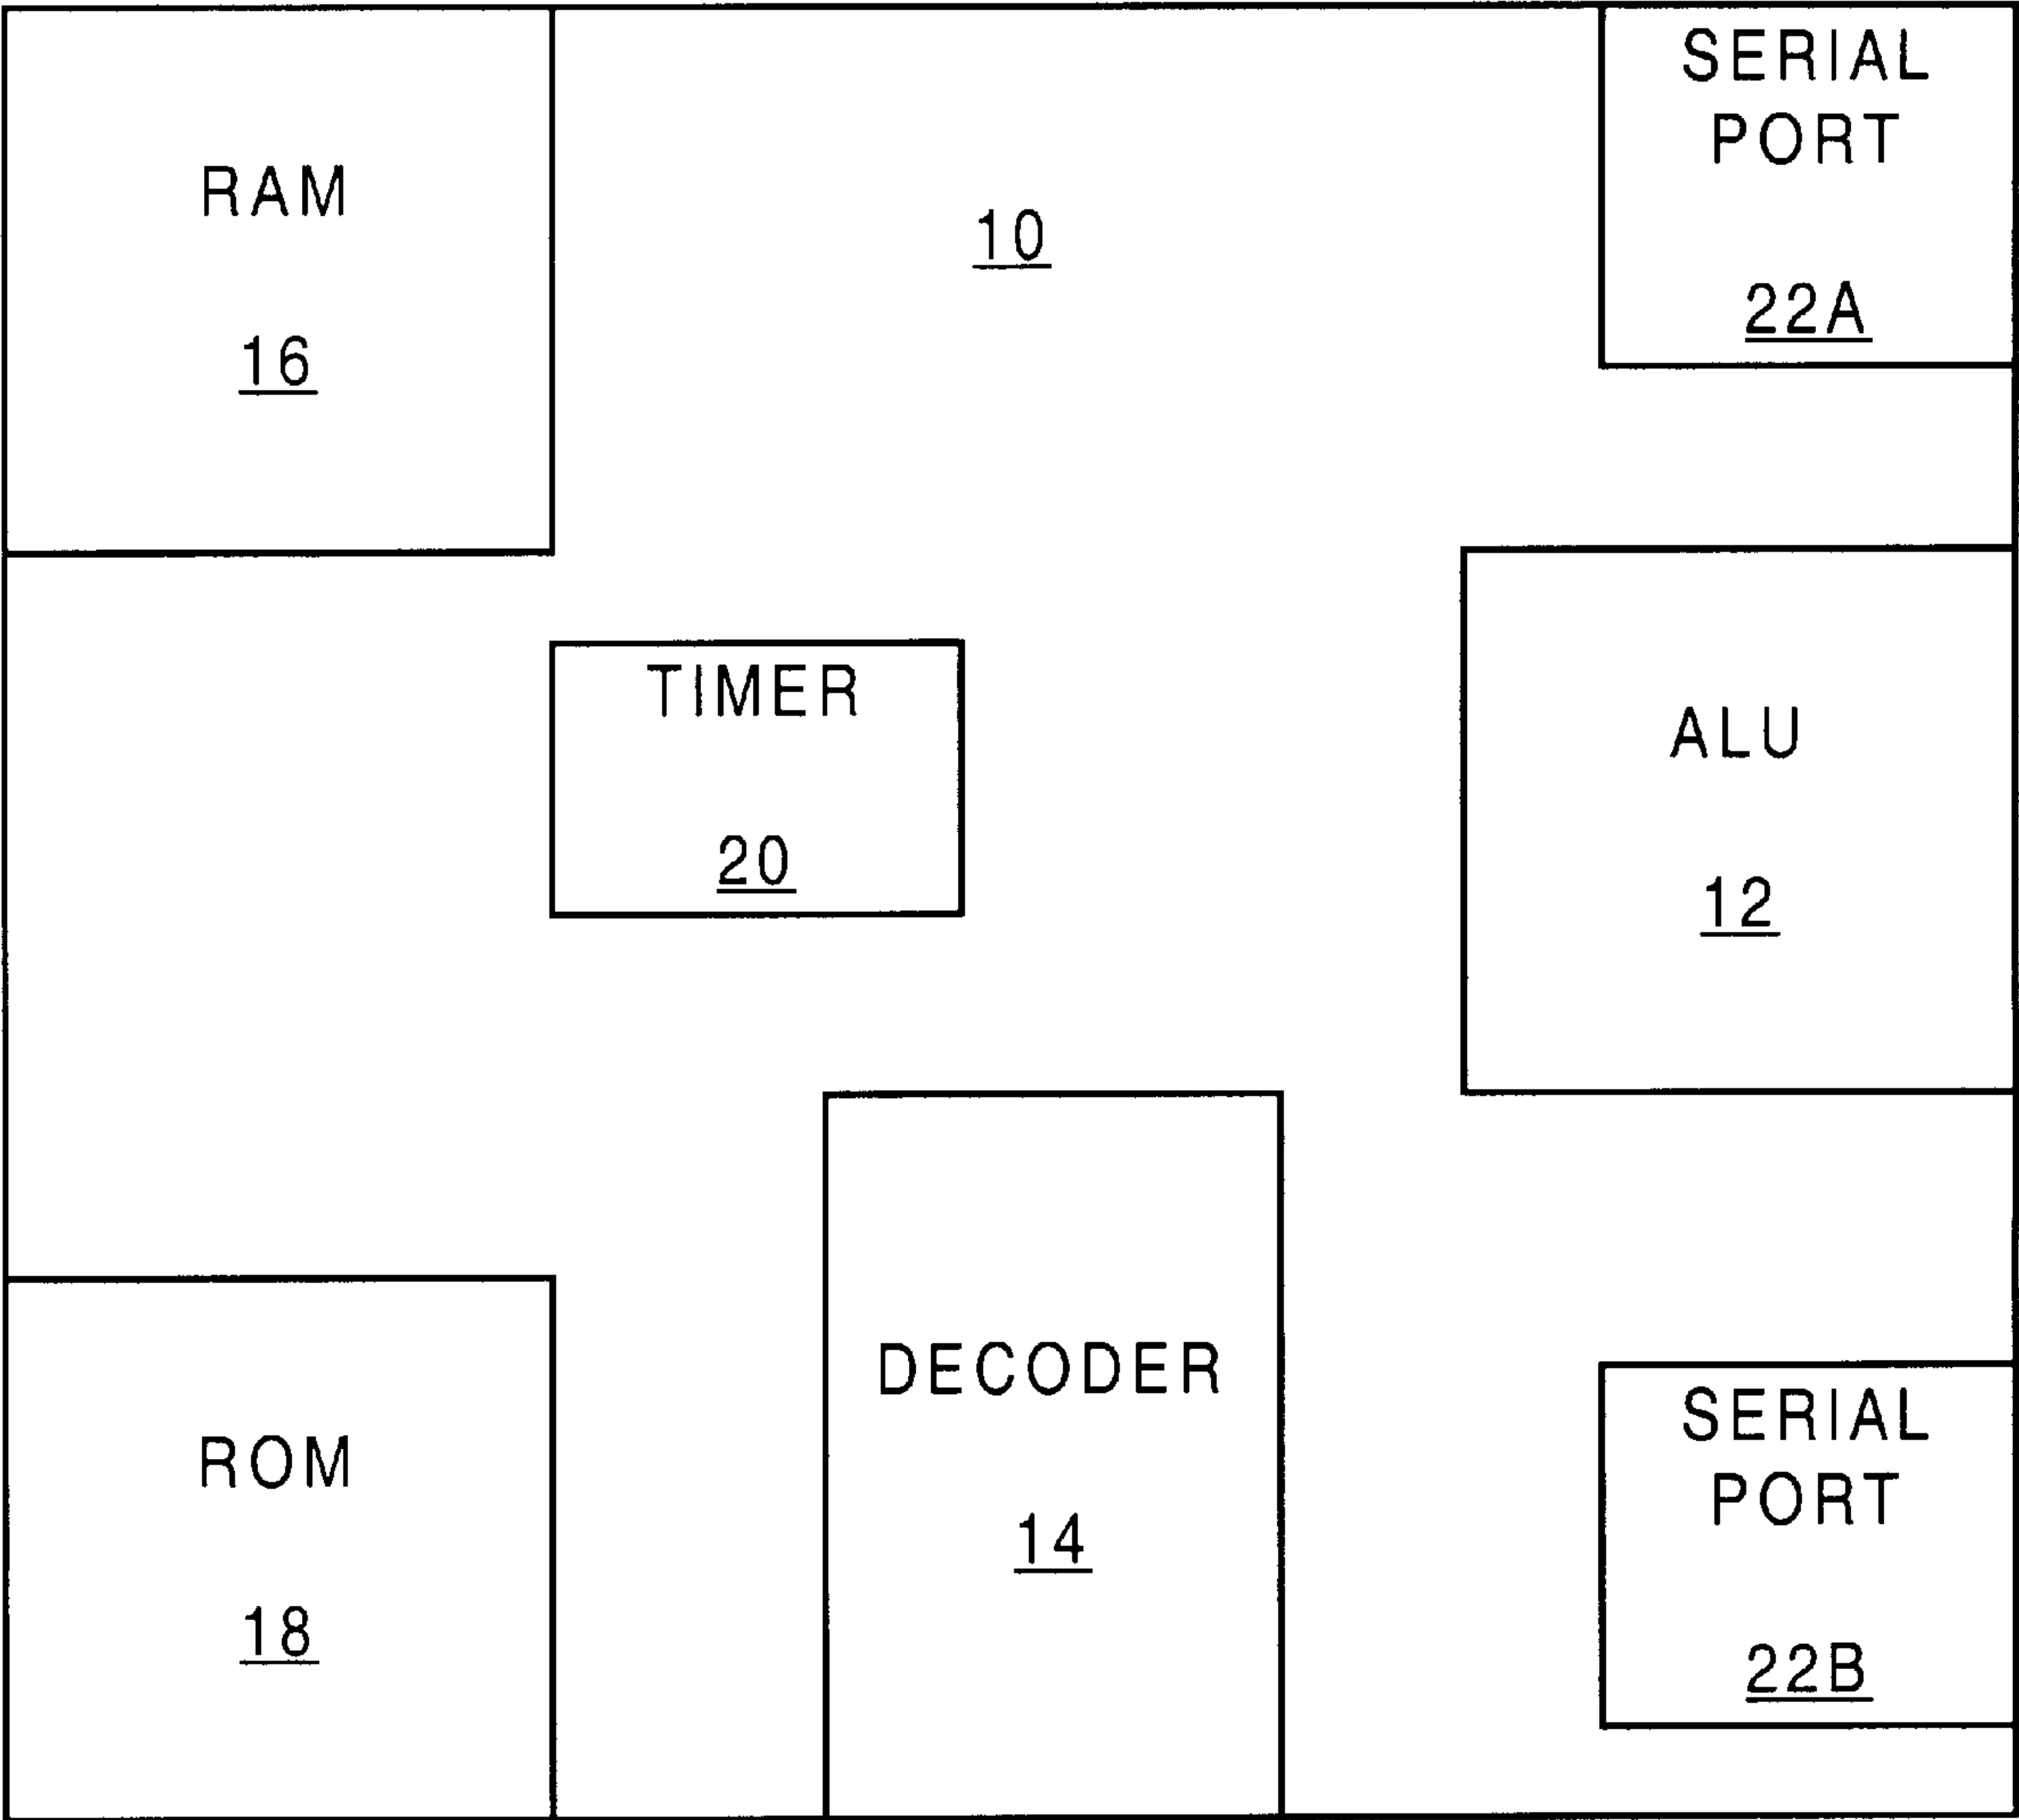 RAM
16
10
SERIAL
PORT
22A
TIMER
20
ALU
12
ROM
18
DECODER
14
SERIAL
PORT
22B